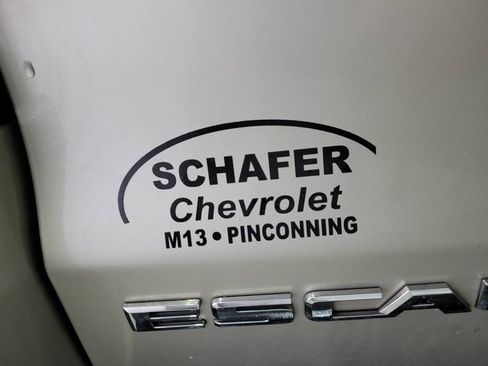 SCHAFER
Chevrolet
M13 • PINCONNING
ESCA